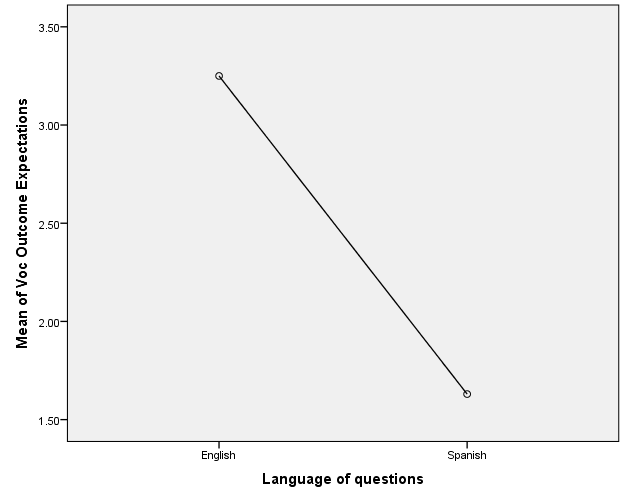 Mean of Voc Outcome Expectations
3.50
3.00
2.50
2.00
1.50
English
Spanish
Language of questions